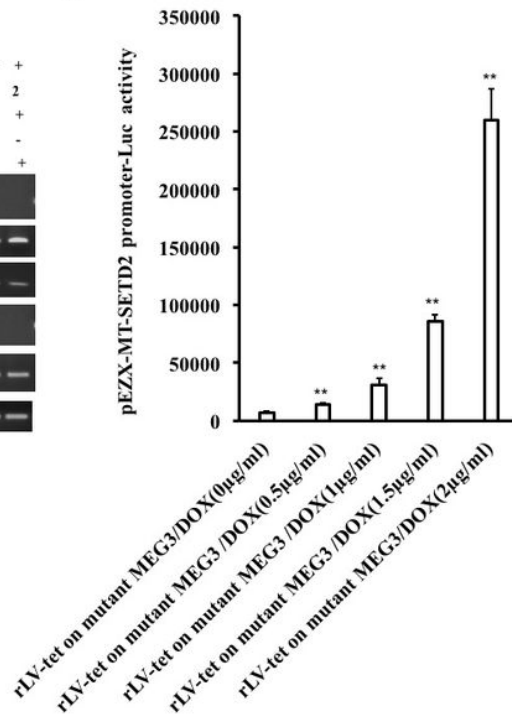 +
2
+
-
+
pEZX-MT-SETD2 promoter-Luc activity
350000
300000
250000
200000
150000
100000
50000
0
**
**
**
**
rLV-tet on mutant MEG3/DOX(0μg/ml)
rLV-tet on mutant MEG3 /DOX(0.5μg/ml)
rLV-tet on mutant MEG3 /DOX(1μg/ml)
rLV-tet on mutant MEG3 /DOX(1.5μg/ml)
rLV-tet on mutant MEG3/DOX(2μg/ml)